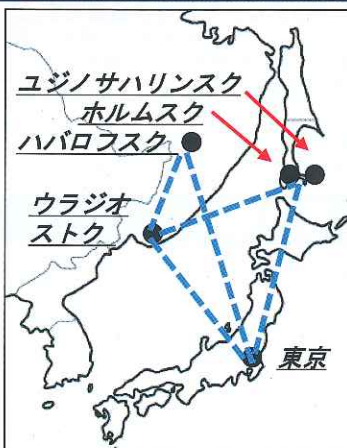 ユジノサハリンスク
ホルムスク
ハバロフスク
ウラジオ
ストク
東京